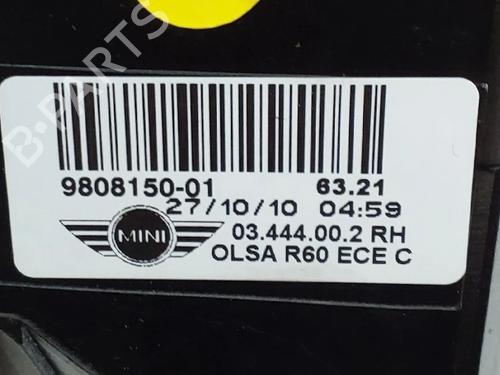 B-PARTS
9808150-01 63.21
27/10/10 04:59
MINI 03.444.00.2 RH
OLSA R60 ECE C